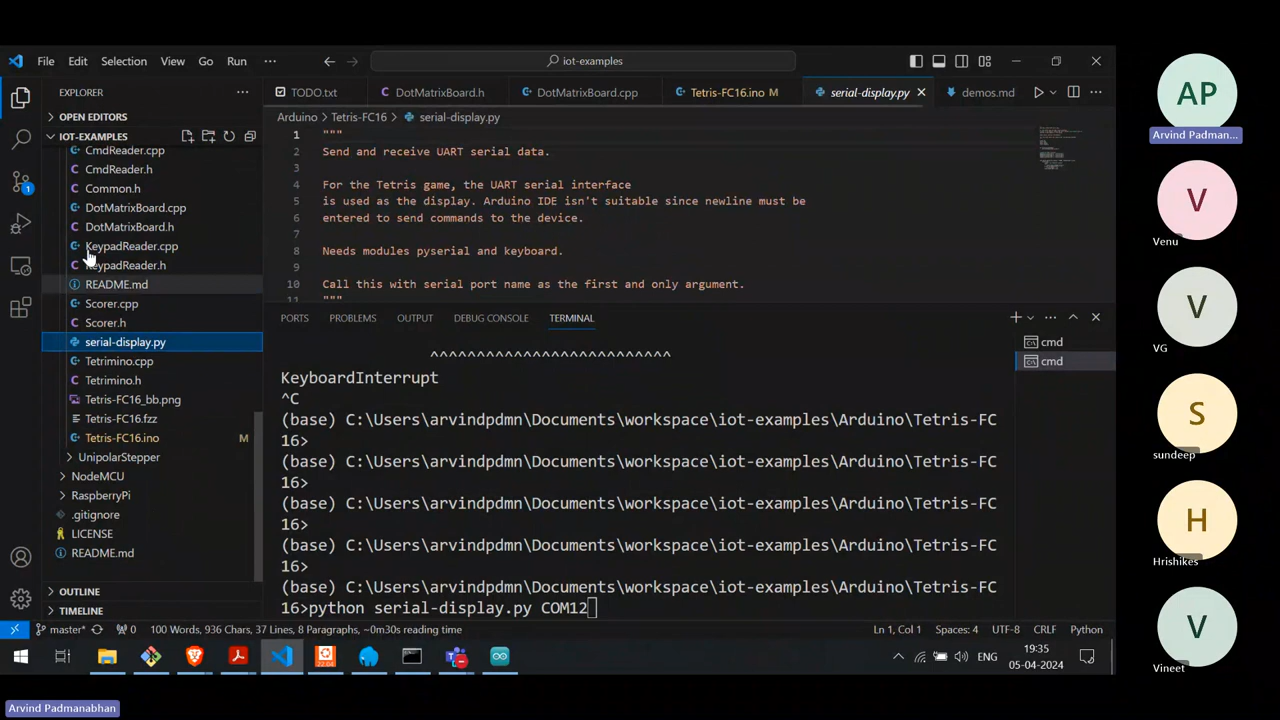 File Edit Selection View Go Run ...
iot-examples
EXPLORER
OPEN EDITORS
IOT-EXAMPLES
CmdReader.cpp
CmdReader.h
Common.h
DotMatrixBoard.cpp
DotMatrixBoard.h
KeypadReader.cpp
KeypadReader.h
README.md
Scorer.cpp
Scorer.h
serial-display.py
Tetrimino.cpp
Tetrimino.h
Tetris-FC16_bb.png
Tetris-FC16.fzz
Tetris-FC16.ino M
UnipolarStepper
NodeMCU
RaspberryPi
.gitignore
LICENSE
README.md
OUTLINE
TIMELINE
TODO.txt DotMatrixBoard.h DotMatrixBoard.cpp Tetris-FC16.ino M serial-display.py demos.md
Arduino > Tetris-FC16 > serial-display.py
1 """
2 Send and receive UART serial data.
3
4 For the Tetris game, the UART serial interface
5 is used as the display. Arduino IDE isn't suitable since newline must be
6 entered to send commands to the device.
7
8 Needs modules pyserial and keyboard.
9
10 Call this with serial port name as the first and only argument.
11 """
PORTS PROBLEMS OUTPUT DEBUG CONSOLE TERMINAL
cmd
cmd
^^^^^^^^^^^^^^^^^^^^^^^^^^
KeyboardInterrupt
^C
(base) C:\Users\arvindpdmn\Documents\workspace\iot-examples\Arduino\Tetris-FC
16>
(base) C:\Users\arvindpdmn\Documents\workspace\iot-examples\Arduino\Tetris-FC
16>
(base) C:\Users\arvindpdmn\Documents\workspace\iot-examples\Arduino\Tetris-FC
16>
(base) C:\Users\arvindpdmn\Documents\workspace\iot-examples\Arduino\Tetris-FC
16>
(base) C:\Users\arvindpdmn\Documents\workspace\iot-examples\Arduino\Tetris-FC
16>python serial-display.py COM12
1
master* 0 100 Words, 936 Chars, 37 Lines, 8 Paragraphs, ~0m30s reading time Ln 1, Col 1 Spaces: 4 UTF-8 CRLF Python
22.04
ENG
19:35
05-04-2024
AP
Arvind Padman...
V
Venu
V
VG
S
sundeep
H
Hrishikes
V
Vineet
Arvind Padmanabhan